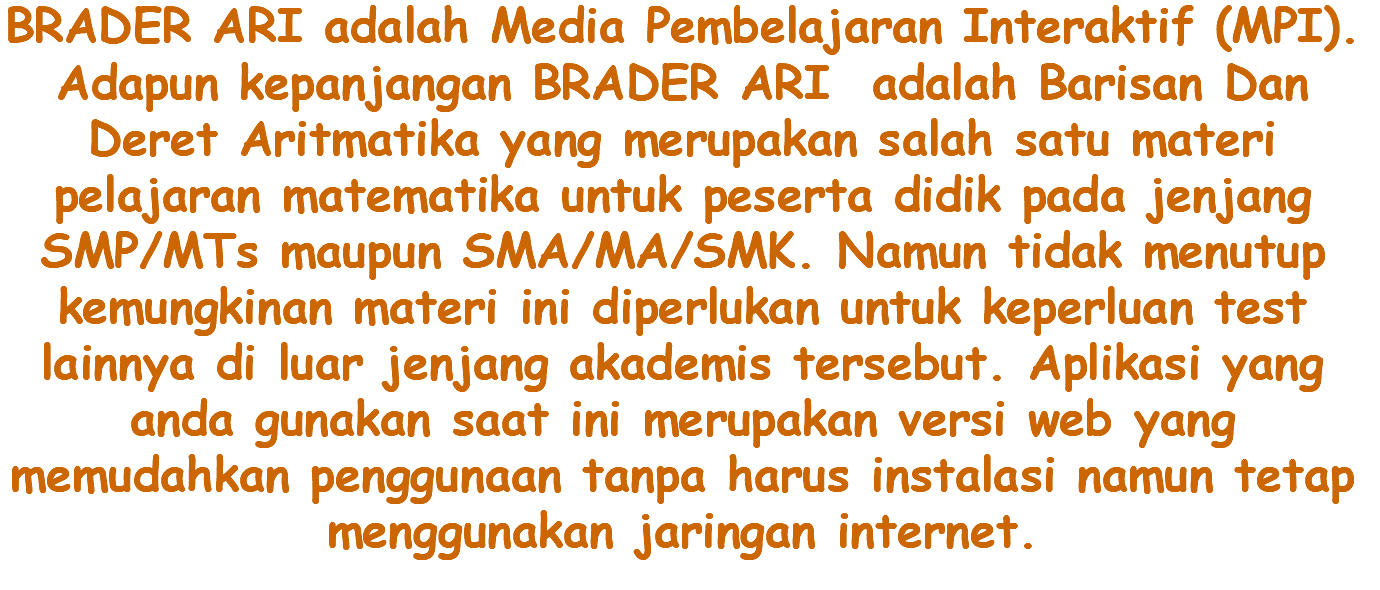 BRADER ARI adalah Media Pembelajaran Interaktif (MPI).
Adapun kepanjangan BRADER ARI  adalah Barisan Dan
Deret Aritmatika yang merupakan salah satu materi
pelajaran matematika untuk peserta didik pada jenjang
SMP/MTs maupun SMA/MA/SMK. Namun tidak menutup
kemungkinan materi ini diperlukan untuk keperluan test
lainnya di luar jenjang akademis tersebut. Aplikasi yang
anda gunakan saat ini merupakan versi web yang
memudahkan penggunaan tanpa harus instalasi namun tetap
menggunakan jaringan internet.